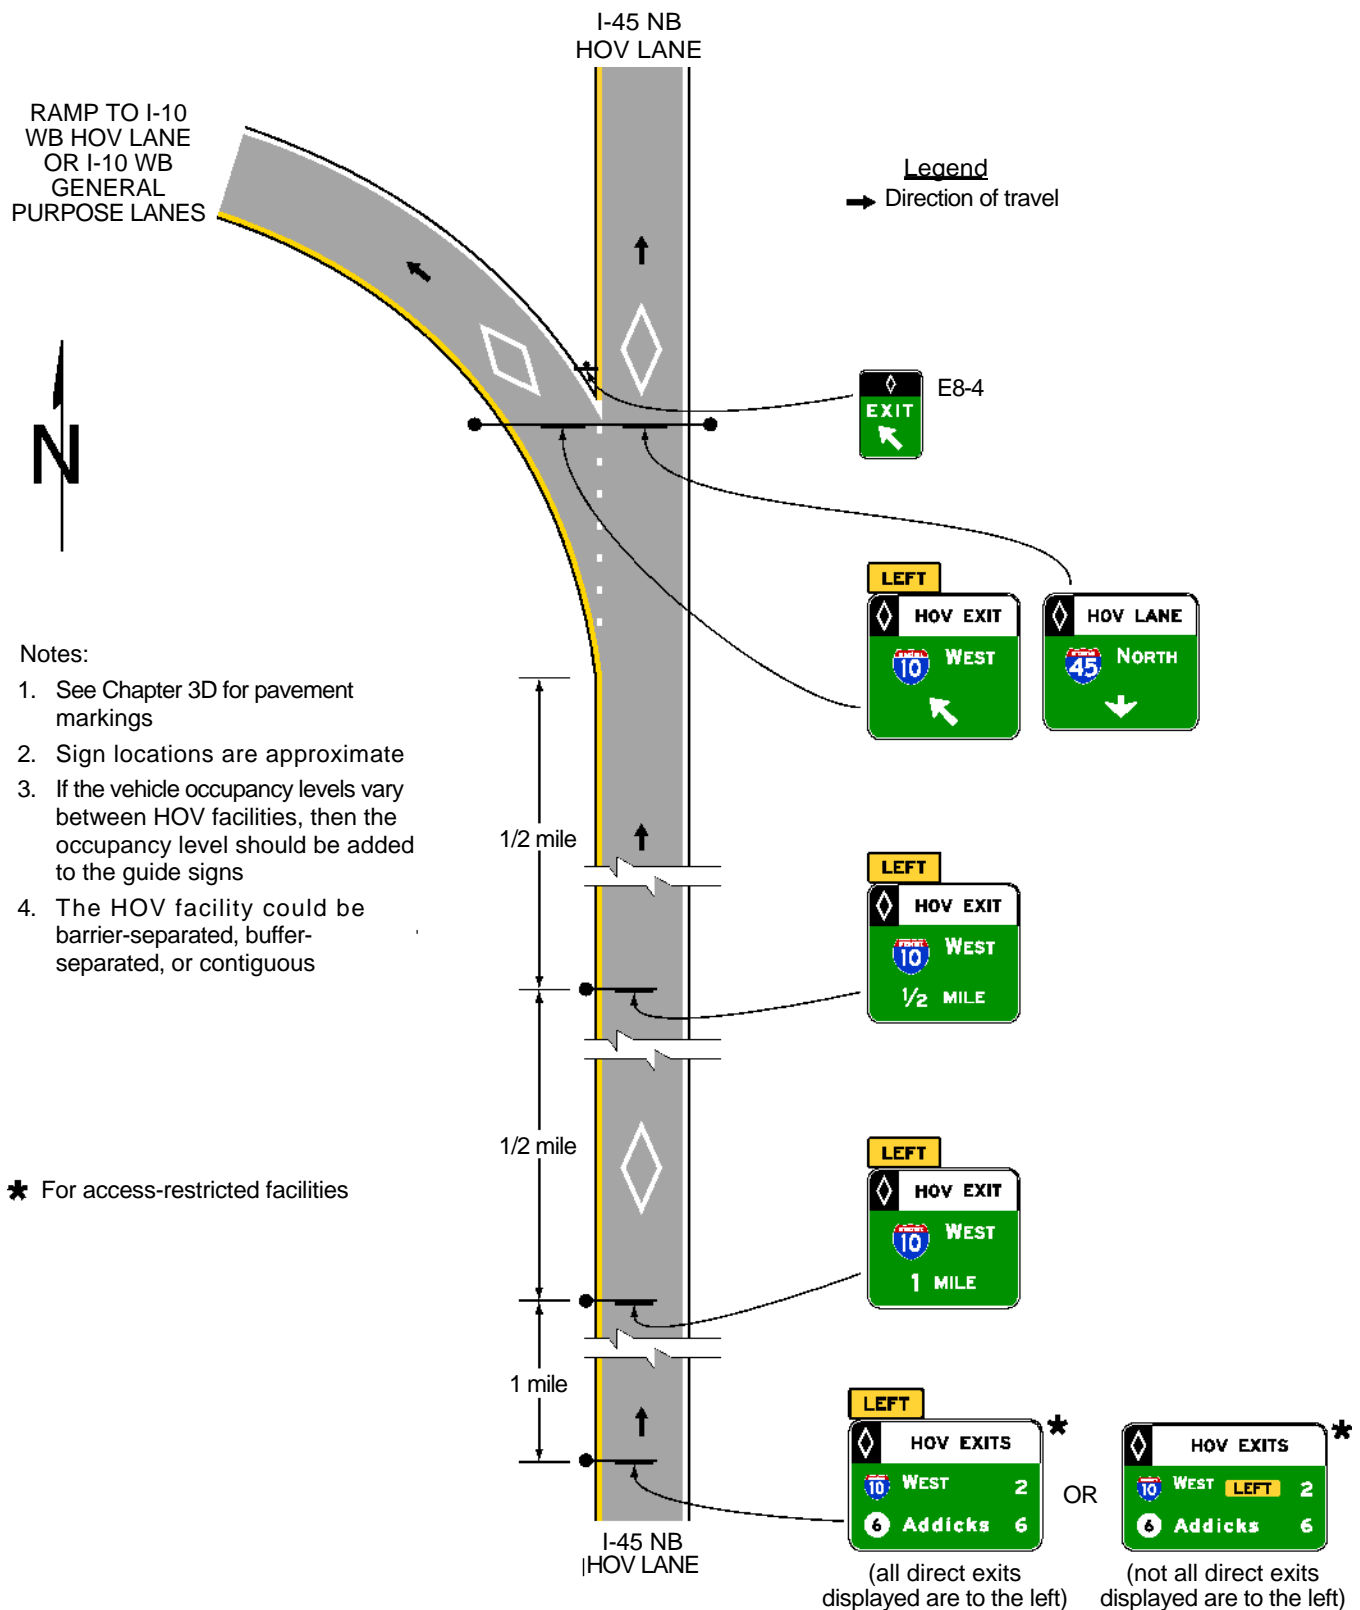 I-45 NB
HOV LANE
RAMP TO I-10
WB HOV LANE
OR I-10 WB
GENERAL
PURPOSE LANES
Legend
Direction of travel
N
EXIT
E8-4
LEFT
HOV EXIT
10 WEST
HOV LANE
45 NORTH
Notes:
1. See Chapter 3D for pavement
markings
2. Sign locations are approximate
3. If the vehicle occupancy levels vary
between HOV facilities, then the
occupancy level should be added
to the guide signs
4. The HOV facility could be
barrier-separated, buffer-
separated, or contiguous
* For access-restricted facilities
1/2 mile
LEFT
HOV EXIT
10 WEST
1/2 MILE
1/2 mile
LEFT
HOV EXIT
10 WEST
1 MILE
1 mile
LEFT
HOV EXITS *
10 WEST 2
6 Addicks 6
OR
HOV EXITS *
10 WEST LEFT 2
6 Addicks 6
(all direct exits
displayed are to the left)
(not all direct exits
displayed are to the left)
I-45 NB
HOV LANE